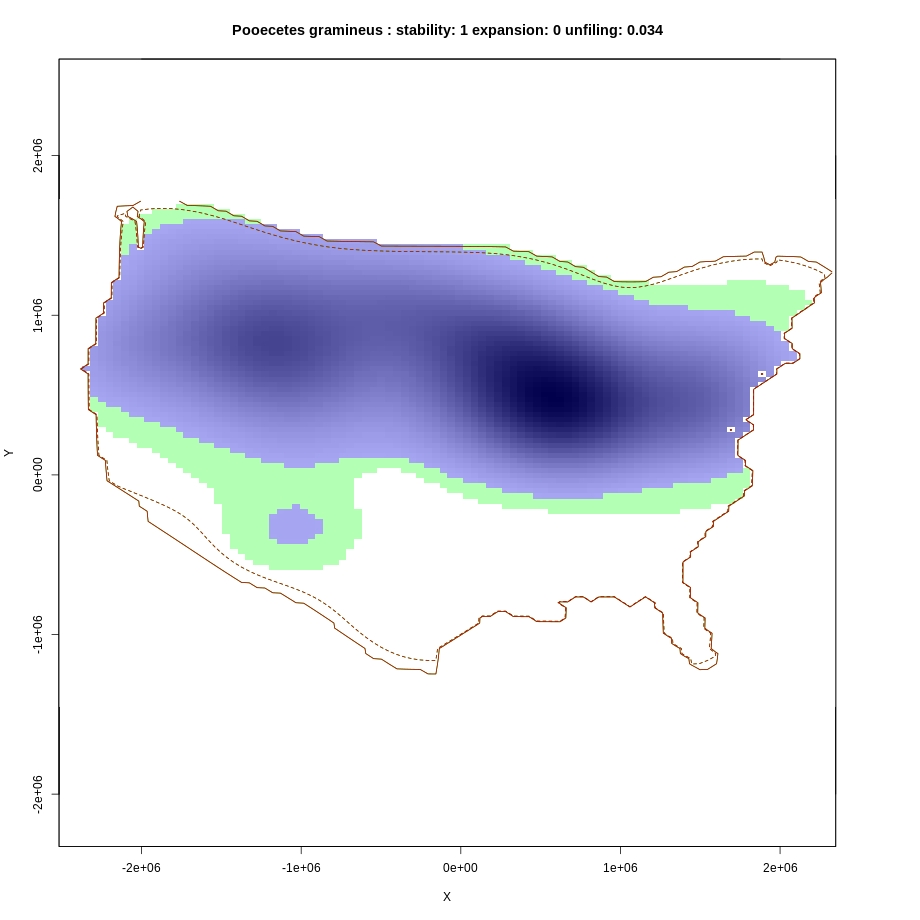 Pooecetes gramineus : stability: 1 expansion: 0 unfiling: 0.034
2e+06
1e+06
0e+00
-1e+06
-2e+06
Y
-2e+06 -1e+06 0e+00 1e+06 2e+06
X